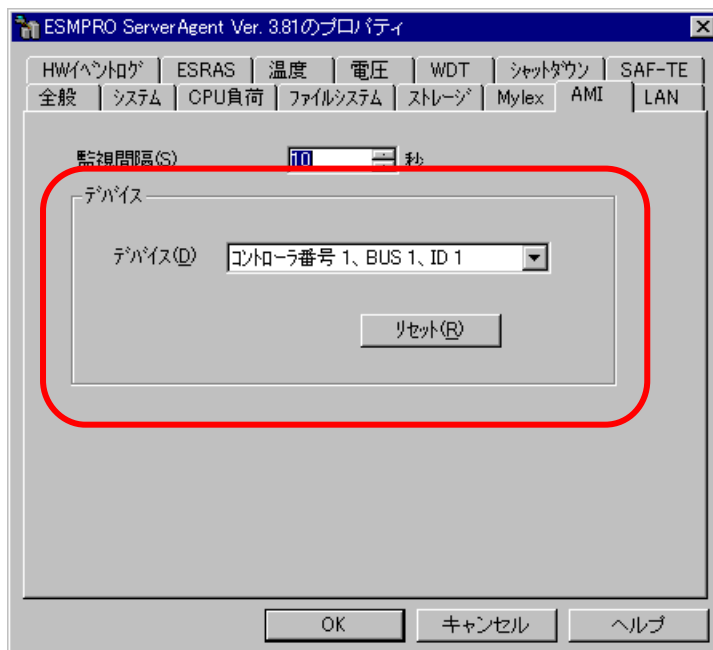 ESMPRO ServerAgent Ver. 3.81のプロパティ
HWイベントログ ESRAS 温度 電圧 WDT シャットダウン SAF-TE
全般 システム CPU負荷 ファイルシステム ストレージ Mylex AMI LAN
監視間隔(S) 10 秒
デバイス
デバイス(D) コントローラ番号 1、BUS 1、ID 1
リセット(R)
OK キャンセル ヘルプ